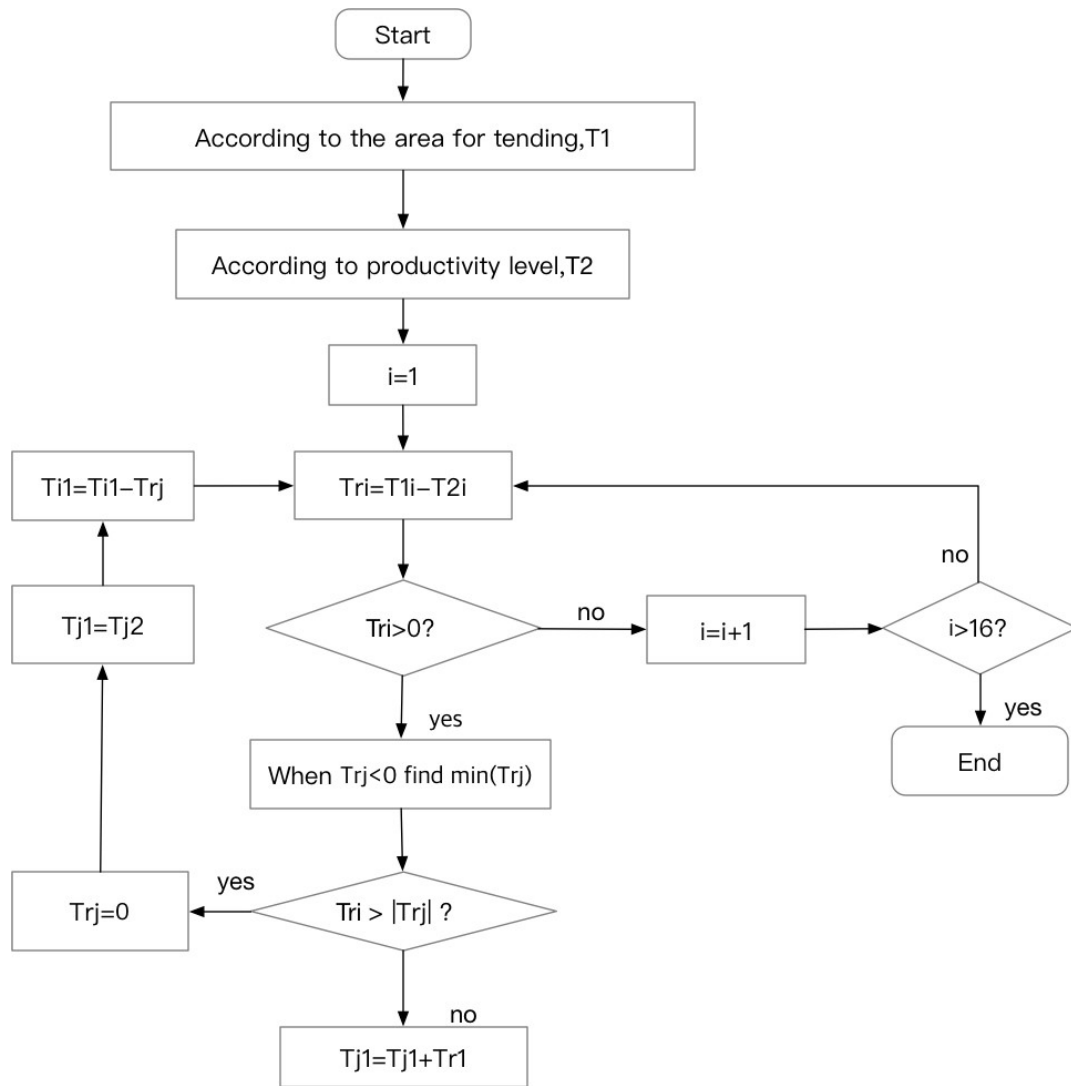 Start
According to the area for tending,T1
According to productivity level,T2
i=1
Ti1=Ti1-Trj
Tri=T1i-T2i
no
Tj1=Tj2
Tri>0?
no
i=i+1
i>16?
yes
yes
When Trj<0 find min(Trj)
End
yes
Trj=0
Tri > |Trj| ?
no
Tj1=Tj1+Tr1